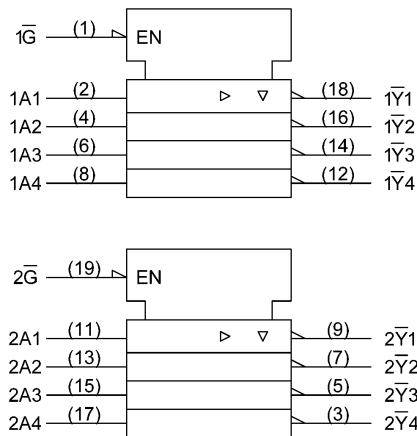 1G̅ (1) EN
1A1 (2) (18) 1Y̅1
1A2 (4) (16) 1Y̅2
1A3 (6) (14) 1Y̅3
1A4 (8) (12) 1Y̅4
2G̅ (19) EN
2A1 (11) (9) 2Y̅1
2A2 (13) (7) 2Y̅2
2A3 (15) (5) 2Y̅3
2A4 (17) (3) 2Y̅4